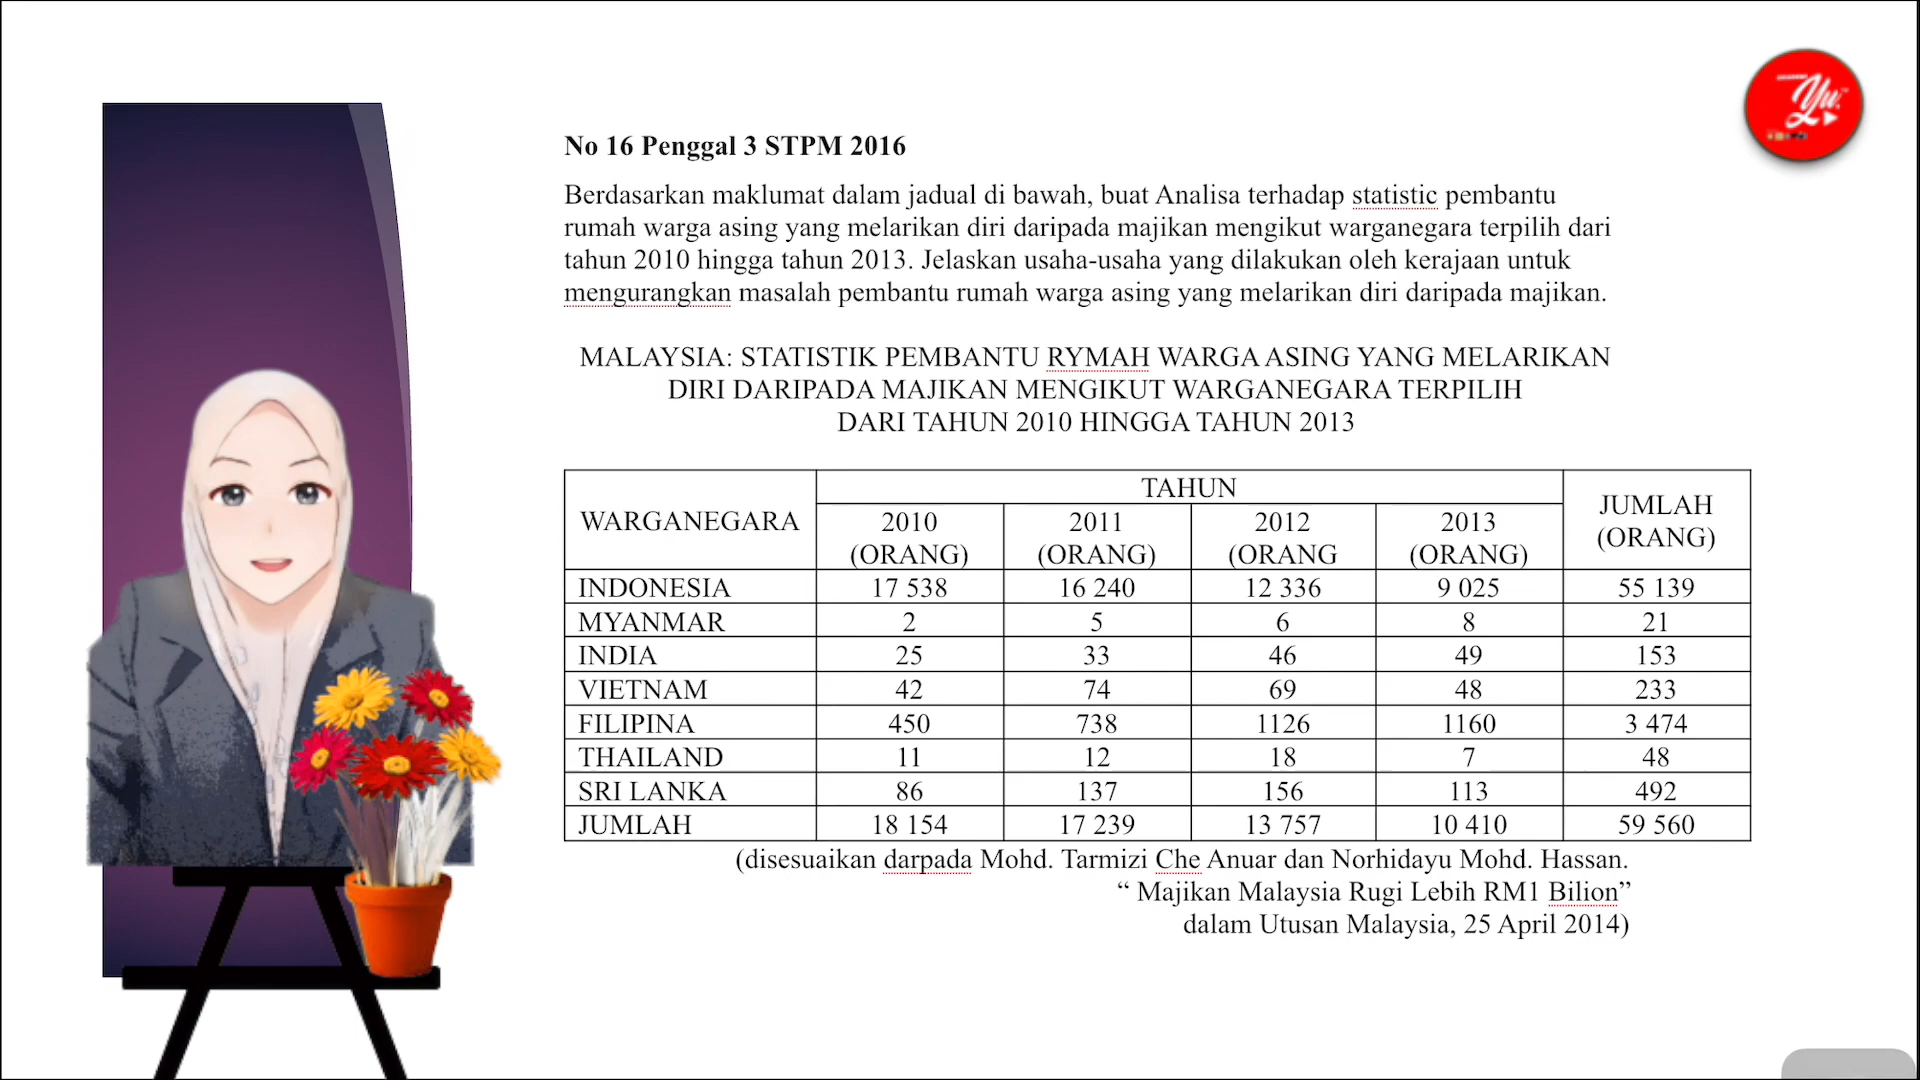 No 16 Penggal 3 STPM 2016
Berdasarkan maklumat dalam jadual di bawah, buat Analisa terhadap statistic pembantu
rumah warga asing yang melarikan diri daripada majikan mengikut warganegara terpilih dari
tahun 2010 hingga tahun 2013. Jelaskan usaha-usaha yang dilakukan oleh kerajaan untuk
mengurangkan masalah pembantu rumah warga asing yang melarikan diri daripada majikan.
MALAYSIA: STATISTIK PEMBANTU RYMAH WARGA ASING YANG MELARIKAN
DIRI DARIPADA MAJIKAN MENGIKUT WARGANEGARA TERPILIH
DARI TAHUN 2010 HINGGA TAHUN 2013
WARGANEGARA TAHUN JUMLAH (ORANG)
2010 (ORANG) 2011 (ORANG) 2012 (ORANG 2013 (ORANG)
INDONESIA 17 538 16 240 12 336 9 025 55 139
MYANMAR 2 5 6 8 21
INDIA 25 33 46 49 153
VIETNAM 42 74 69 48 233
FILIPINA 450 738 1126 1160 3 474
THAILAND 11 12 18 7 48
SRI LANKA 86 137 156 113 492
JUMLAH 18 154 17 239 13 757 10 410 59 560
(disesuaikan darpada Mohd. Tarmizi Che Anuar dan Norhidayu Mohd. Hassan.
“ Majikan Malaysia Rugi Lebih RM1 Bilion”
dalam Utusan Malaysia, 25 April 2014)
Yu